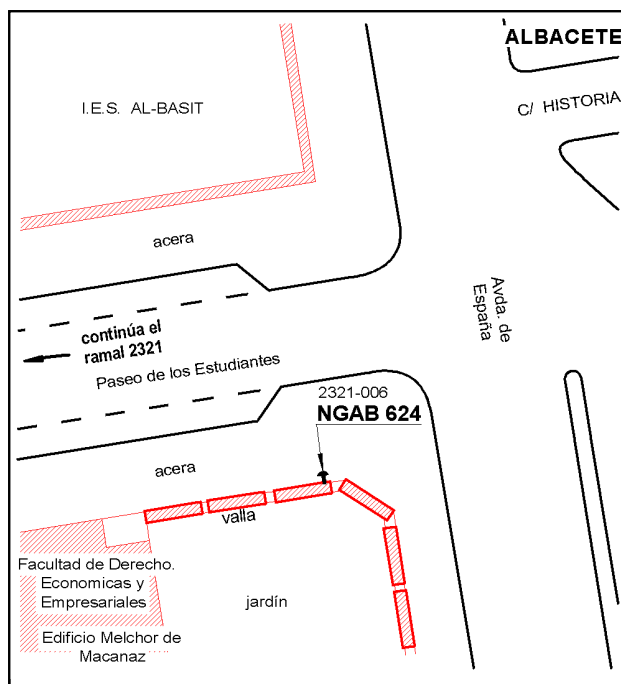 ALBACETE
I.E.S. AL-BASIT
C/ HISTORIA
acera
Avda. de
España
continúa el
ramal 2321
Paseo de los Estudiantes
2321-006
NGAB 624
acera
valla
Facultad de Derecho.
Economicas y
Empresariales
jardín
Edificio Melchor de
Macanaz